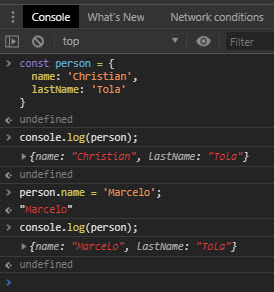 Console What's New Network conditions
top Filter
const person = {
name: 'Christian',
lastName: 'Tola'
}
undefined
console.log(person);
{name: "Christian", lastName: "Tola"}
undefined
person.name = 'Marcelo';
"Marcelo"
console.log(person);
{name: "Marcelo", lastName: "Tola"}
undefined